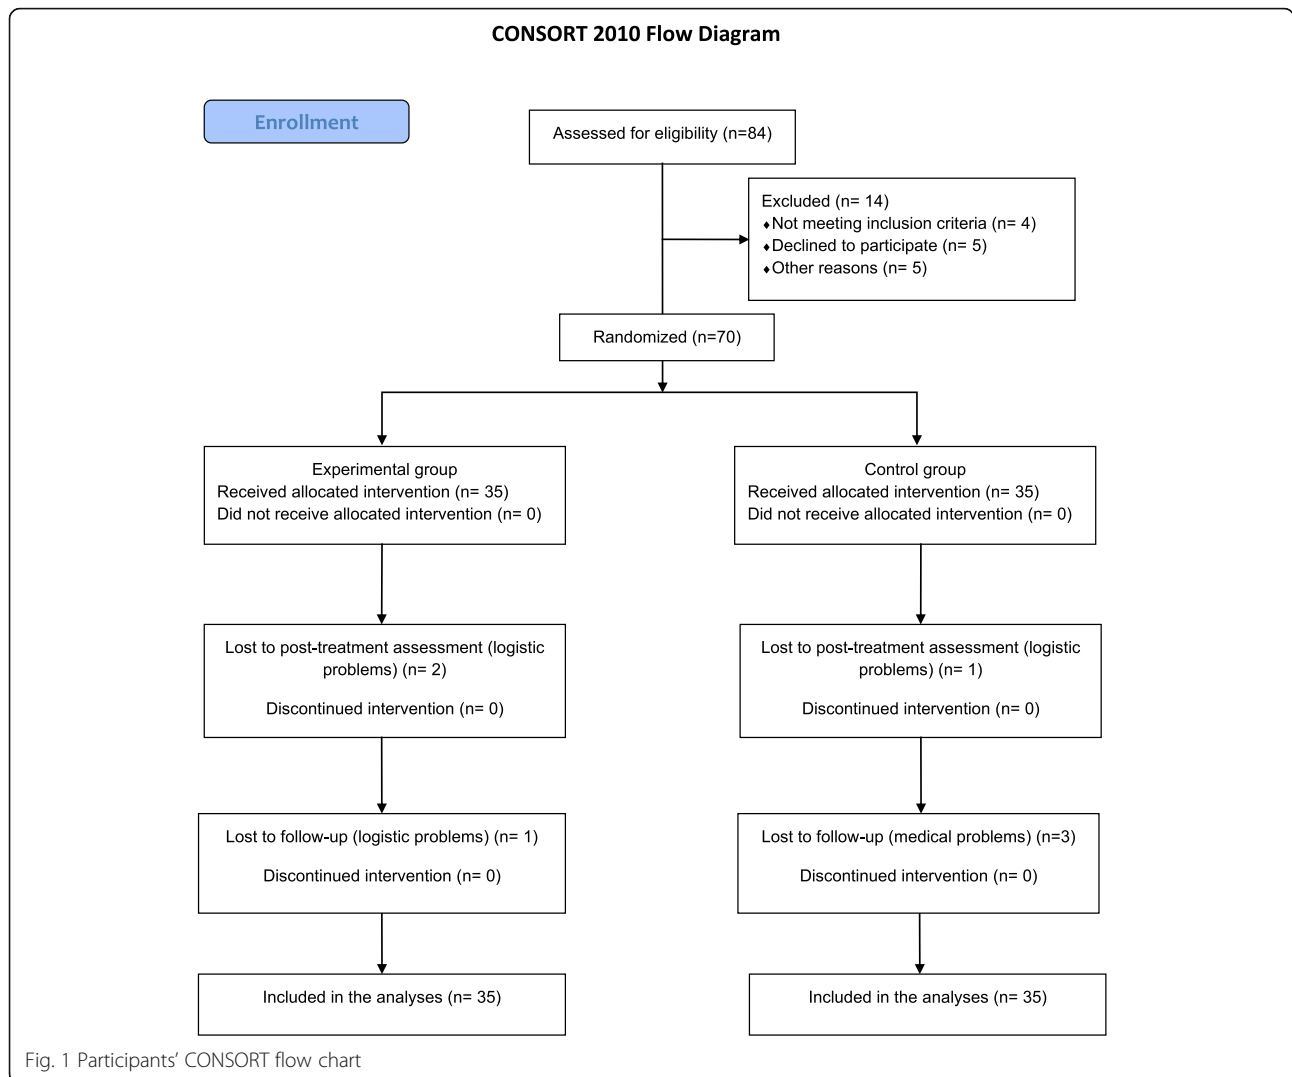 CONSORT 2010 Flow Diagram
Enrollment
Assessed for eligibility (n=84)
Excluded (n= 14)
♦Not meeting inclusion criteria (n= 4)
♦Declined to participate (n= 5)
♦Other reasons (n= 5)
Randomized (n=70)
Experimental group
Received allocated intervention (n= 35)
Did not receive allocated intervention (n= 0)
Control group
Received allocated intervention (n= 35)
Did not receive allocated intervention (n= 0)
Lost to post-treatment assessment (logistic
problems) (n= 2)
Discontinued intervention (n= 0)
Lost to post-treatment assessment (logistic
problems) (n= 1)
Discontinued intervention (n= 0)
Lost to follow-up (logistic problems) (n= 1)
Discontinued intervention (n= 0)
Lost to follow-up (medical problems) (n=3)
Discontinued intervention (n= 0)
Included in the analyses (n= 35)
Included in the analyses (n= 35)
Fig. 1 Participants’ CONSORT flow chart